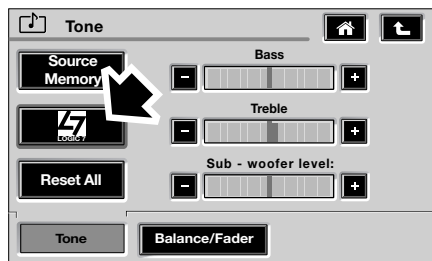 Tone
Source
Memory
LOGIC 7
Reset All
Bass
- +
Treble
- +
Sub - woofer level:
- +
Tone
Balance/Fader